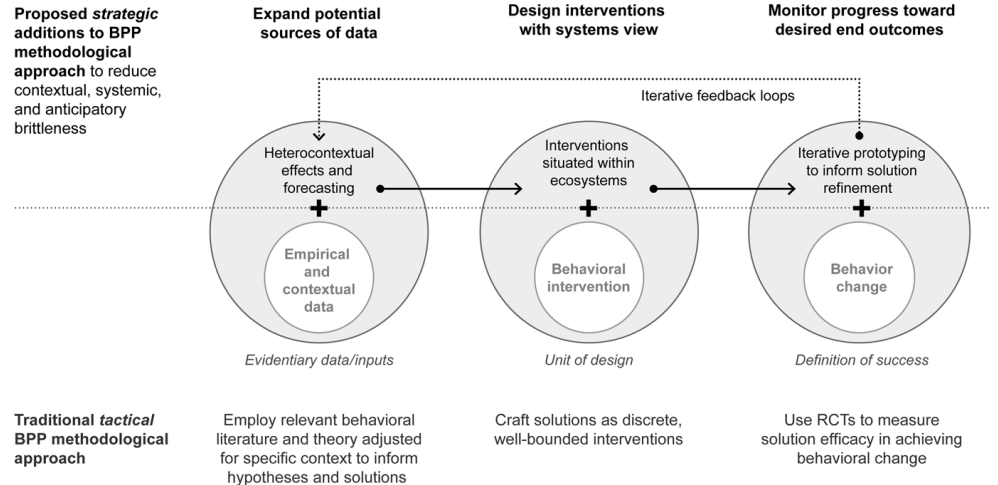 Proposed strategic
additions to BPP
methodological
approach to reduce
contextual, systemic,
and anticipatory
brittleness
Expand potential
sources of data
Design interventions
with systems view
Monitor progress toward
desired end outcomes
Iterative feedback loops
Heterocontextual
effects and
forecasting
Interventions
situated within
ecosystems
Iterative prototyping
to inform solution
refinement
+
+
+
Empirical
and
contextual
data
Behavioral
intervention
Behavior
change
Evidentiary data/inputs
Unit of design
Definition of success
Traditional tactical
BPP methodological
approach
Employ relevant behavioral
literature and theory adjusted
for specific context to inform
hypotheses and solutions
Craft solutions as discrete,
well-bounded interventions
Use RCTs to measure
solution efficacy in achieving
behavioral change